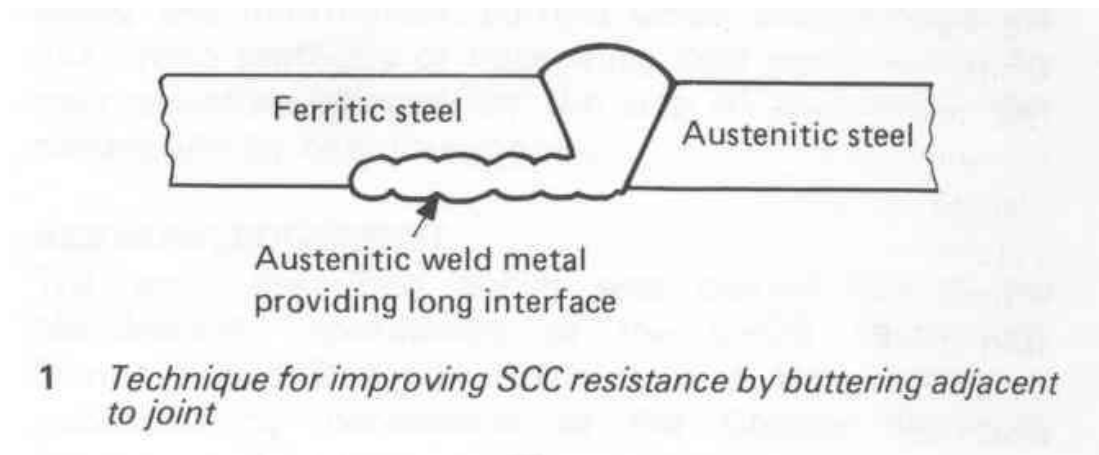 Ferritic steel
Austenitic steel
Austenitic weld metal
providing long interface
1 Technique for improving SCC resistance by buttering adjacent
to joint